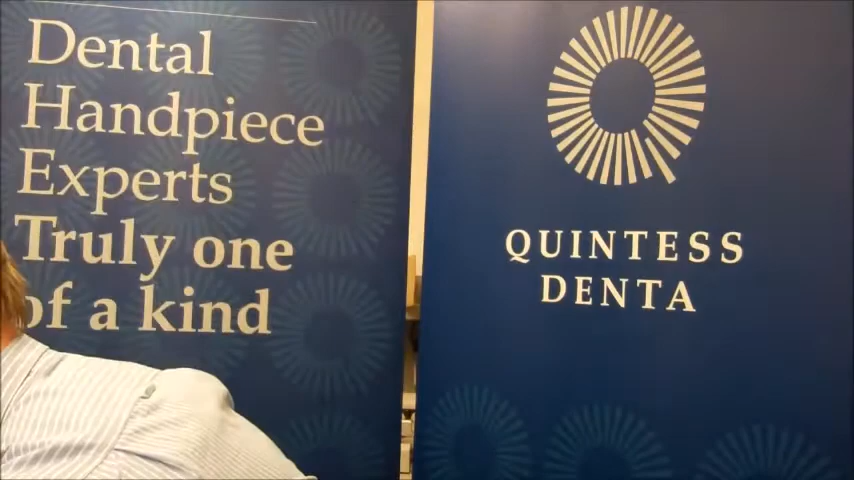 Dental
Handpiece
Experts
Truly one
of a kind
QUINTESS
DENTA